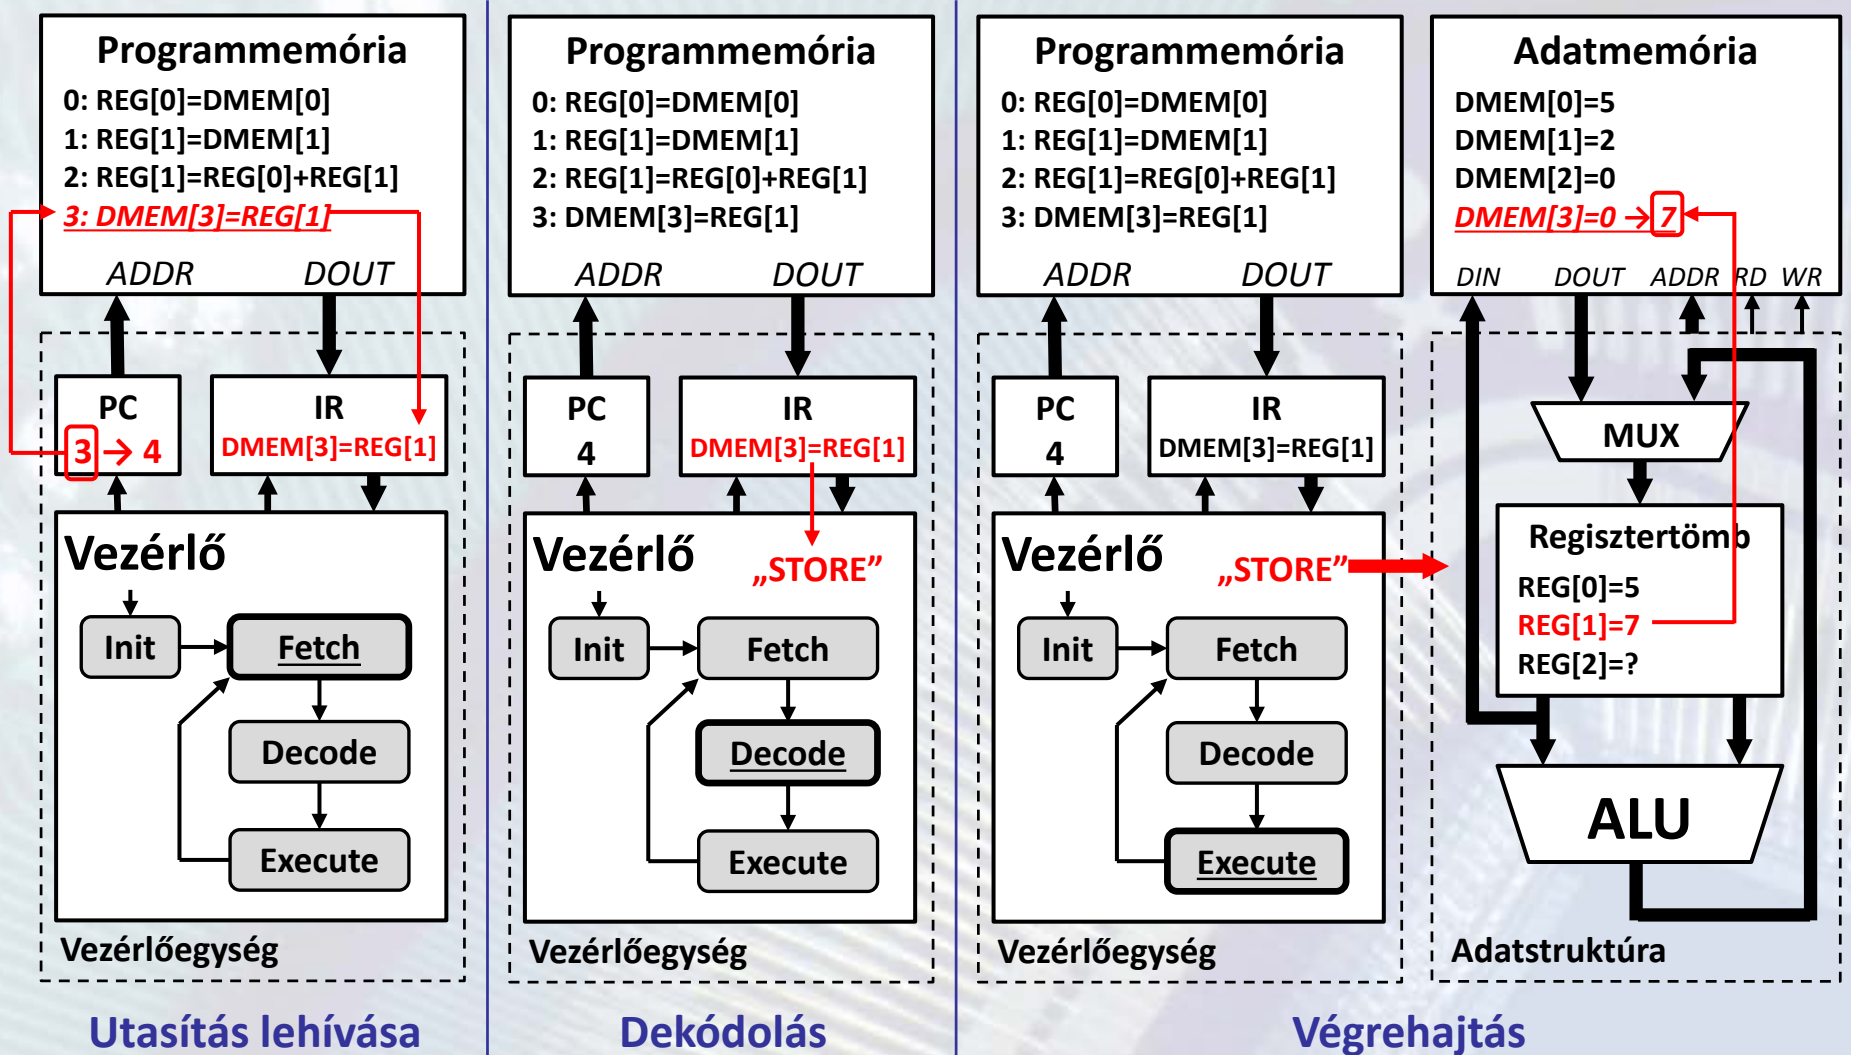 Programmemória
0: REG[0]=DMEM[0]
1: REG[1]=DMEM[1]
2: REG[1]=REG[0]+REG[1]
3: DMEM[3]=REG[1]
ADDR DOUT
PC
3 → 4
IR
DMEM[3]=REG[1]
Vezérlő
Init
Fetch
Decode
Execute
Vezérlőegység
Utasítás lehívása
Programmemória
0: REG[0]=DMEM[0]
1: REG[1]=DMEM[1]
2: REG[1]=REG[0]+REG[1]
3: DMEM[3]=REG[1]
ADDR DOUT
PC
4
IR
DMEM[3]=REG[1]
Vezérlő
„STORE”
Init
Fetch
Decode
Execute
Vezérlőegység
Dekódolás
Programmemória
0: REG[0]=DMEM[0]
1: REG[1]=DMEM[1]
2: REG[1]=REG[0]+REG[1]
3: DMEM[3]=REG[1]
ADDR DOUT
PC
4
IR
DMEM[3]=REG[1]
Vezérlő
„STORE”
Init
Fetch
Decode
Execute
Vezérlőegység
Adatmemória
DMEM[0]=5
DMEM[1]=2
DMEM[2]=0
DMEM[3]=0 → 7
DIN DOUT ADDR RD WR
MUX
Regisztertömb
REG[0]=5
REG[1]=7
REG[2]=?
ALU
Adatstruktúra
Végrehajtás